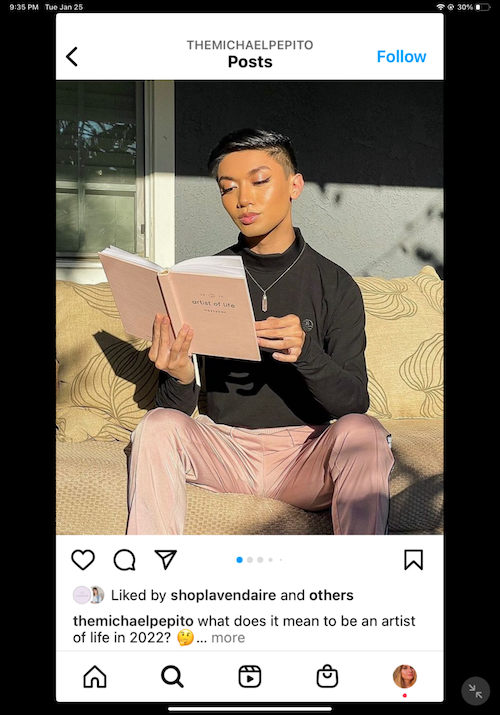 9:35 PM Tue Jan 25
30%
THEMICHAELPEPITO
Posts
Follow
artist of life
Liked by shoplavendaire and others
themichaelpepito what does it mean to be an artist
of life in 2022? 🤔... more